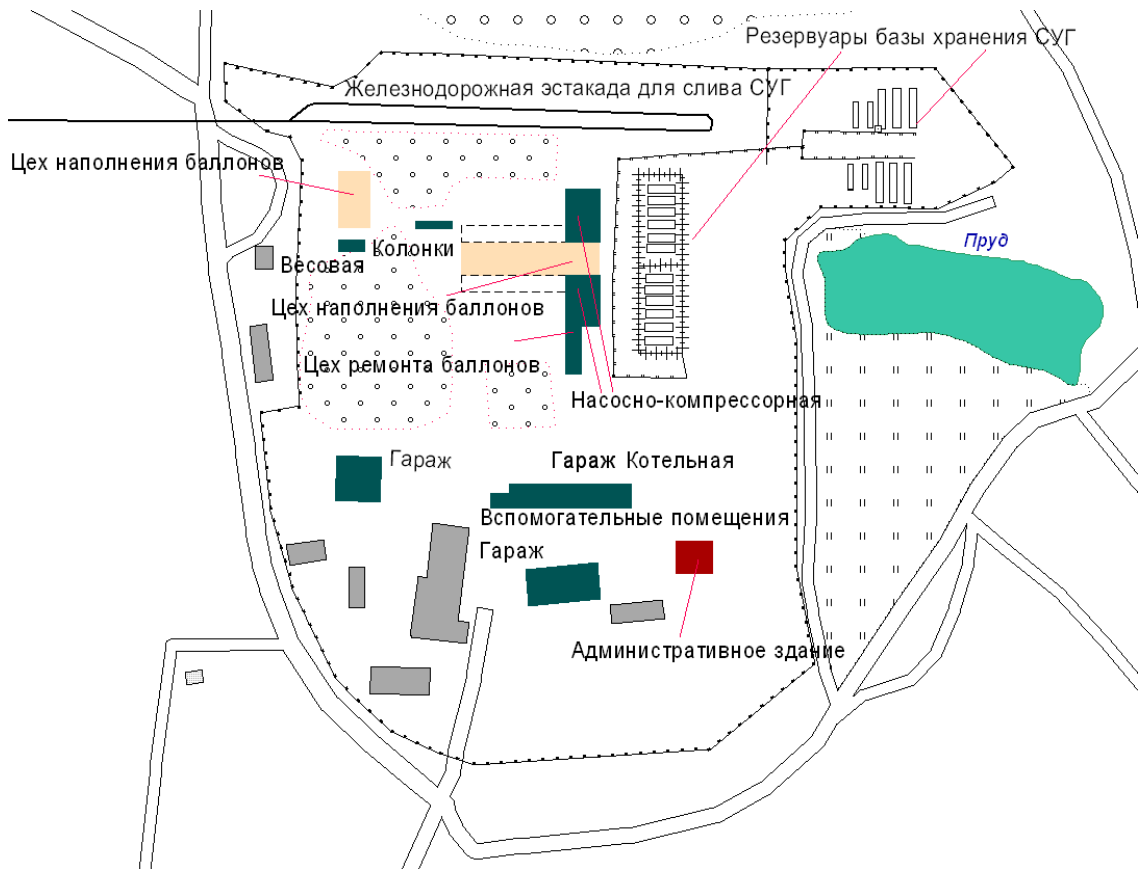 Резервуары базы хранения СУГ
Железнодорожная эстакада для слива СУГ
Цех наполнения баллонов
Колонки
Пруд
Весовая
Цех наполнения баллонов
Цех ремонта баллонов
Насосно-компрессорная
Гараж
Гараж Котельная
Вспомогательные помещения
Гараж
Административное здание